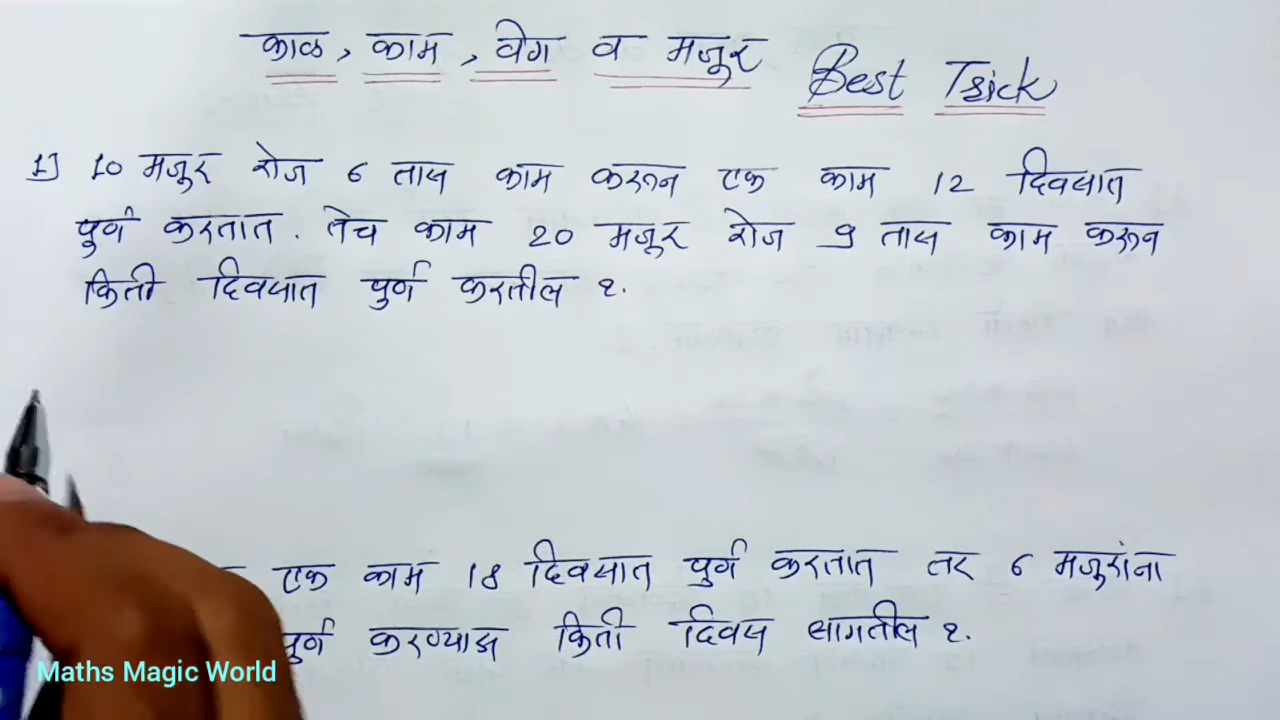 काळ, काम, वेग व मजूर Best Trick
1] 10 मजूर रोज 6 तास काम करून एक काम 12 दिवसात
पुर्ण करतात. तेच काम 20 मजूर रोज 9 तास काम करून
किती दिवसात पुर्ण करतील ?.
एक काम 18 दिवसात पुर्ण करतात तर 6 मजुरांना
पुर्ण करण्यास किती दिवस लागतील ?.
Maths Magic World